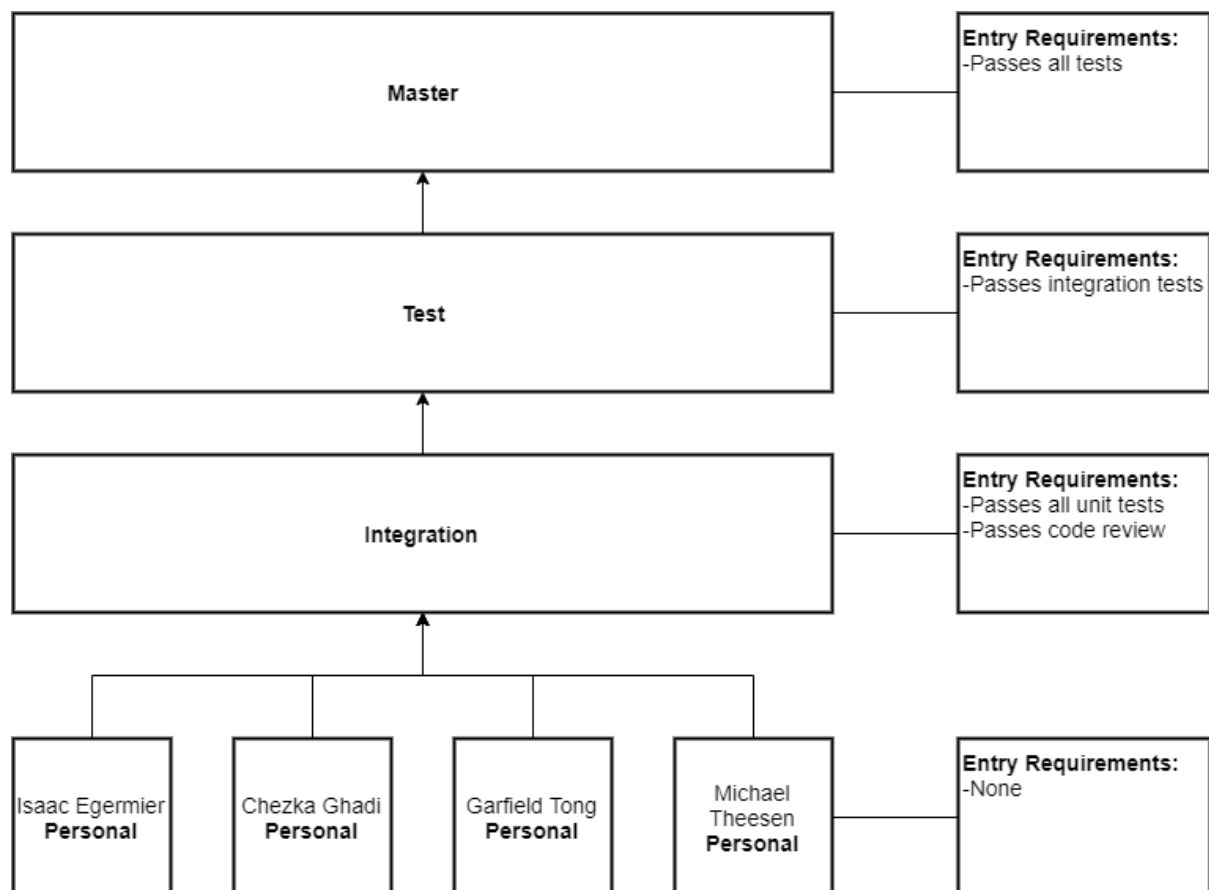 Master
Entry Requirements:
-Passes all tests
Test
Entry Requirements:
-Passes integration tests
Integration
Entry Requirements:
-Passes all unit tests
-Passes code review
Isaac Egermier
Personal
Chezka Ghadi
Personal
Garfield Tong
Personal
Michael
Theesen
Personal
Entry Requirements:
-None